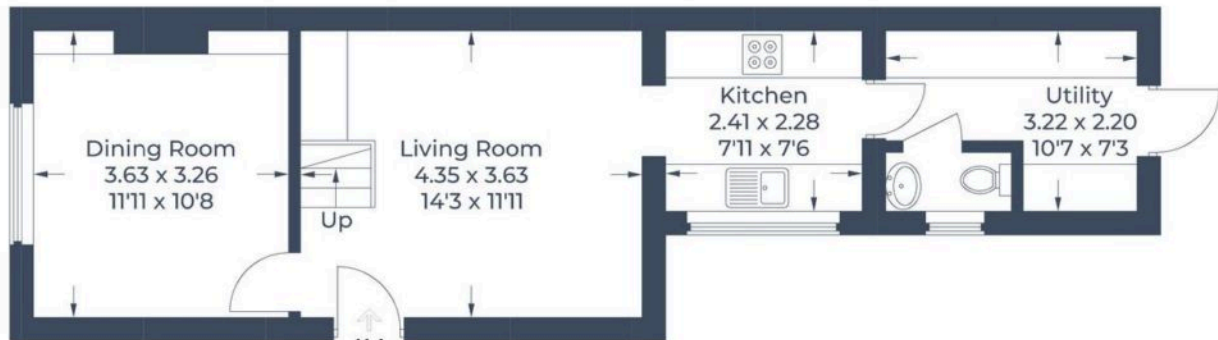 Dining Room
3.63 x 3.26
11'11 x 10'8
Up
Living Room
4.35 x 3.63
14'3 x 11'11
Kitchen
2.41 x 2.28
7'11 x 7'6
Utility
3.22 x 2.20
10'7 x 7'3